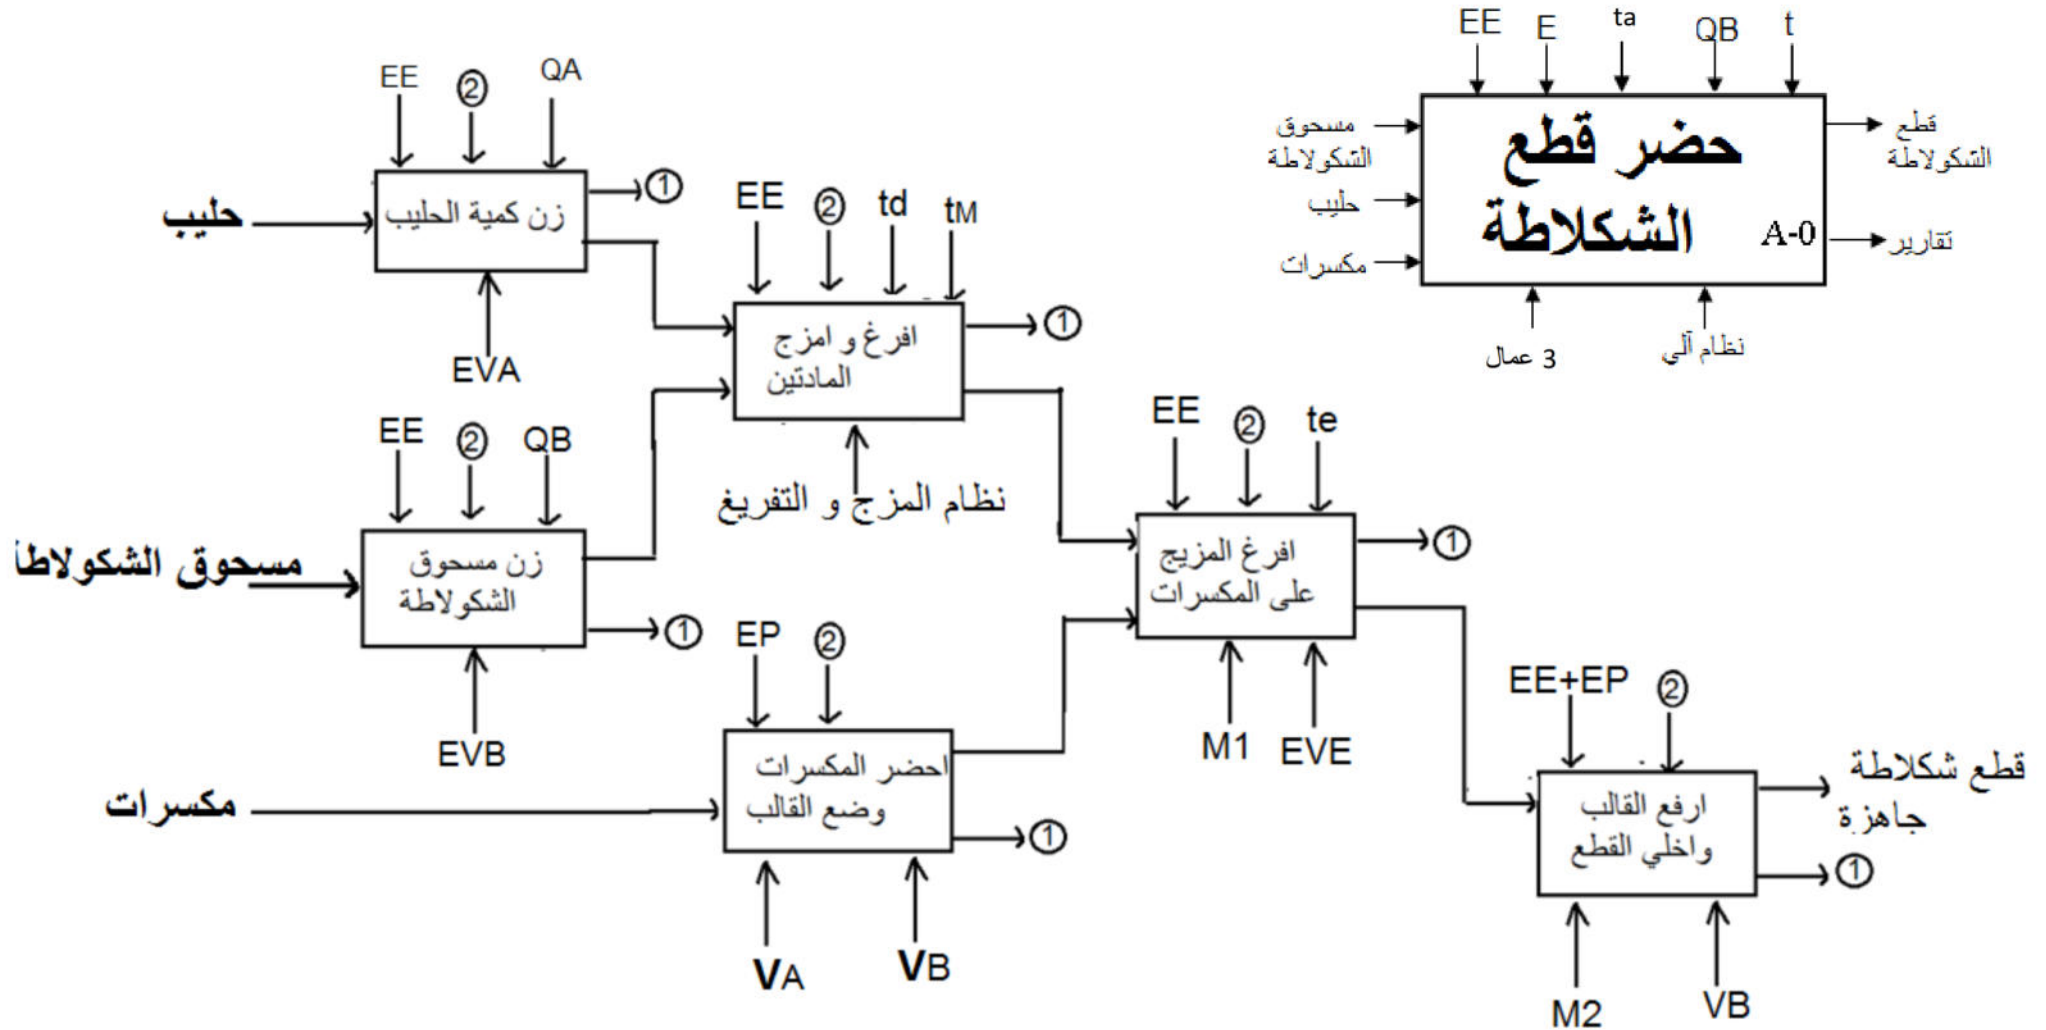 EE
②
QA
حليب
زن كمية الحليب
①
EVA
EE
②
td
tM
افرغ و امزج
المادتين
①
نظام المزج و التفريغ
EE
②
QB
مسحوق الشكولاطة
زن مسحوق
الشكولاطة
①
EVB
EP
②
مكسرات
احضر المكسرات
وضع القالب
①
VA
VB
EE
②
te
افرغ المزيج
على المكسرات
①
M1
EVE
EE+EP
②
ارفع القالب
واخلي القطع
قطع شكلاطة
جاهزة
①
M2
VB
EE
E
ta
QB
t
مسحوق
الشكولاطة
حليب
مكسرات
حضر قطع
الشكلاطة
A-0
قطع
الشكولاطة
تقارير
3 عمال
نظام آلي